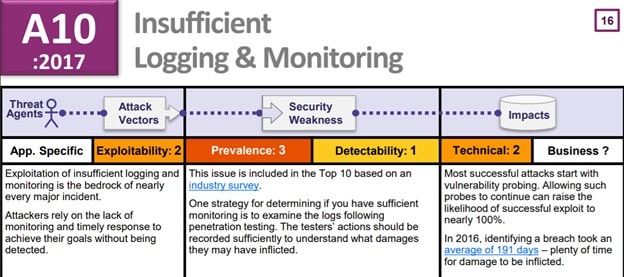 A10
:2017
Insufficient
Logging & Monitoring
16
Threat
Agents
Attack
Vectors
Security
Weakness
Impacts
App. Specific
Exploitability: 2
Prevalence: 3
Detectability: 1
Technical: 2
Business ?
Exploitation of insufficient logging and
monitoring is the bedrock of nearly
every major incident.
Attackers rely on the lack of
monitoring and timely response to
achieve their goals without being
detected.
This issue is included in the Top 10 based on an
industry survey.
One strategy for determining if you have sufficient
monitoring is to examine the logs following
penetration testing. The testers' actions should be
recorded sufficiently to understand what damages
they may have inflicted.
Most successful attacks start with
vulnerability probing. Allowing such
probes to continue can raise the
likelihood of successful exploit to
nearly 100%.
In 2016, identifying a breach took an
average of 191 days – plenty of time
for damage to be inflicted.